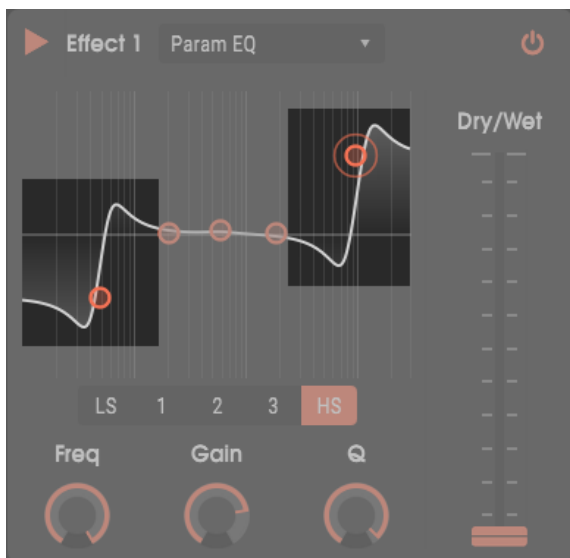 Effect 1 Param EQ
Dry/Wet
LS 1 2 3 HS
Freq Gain Q